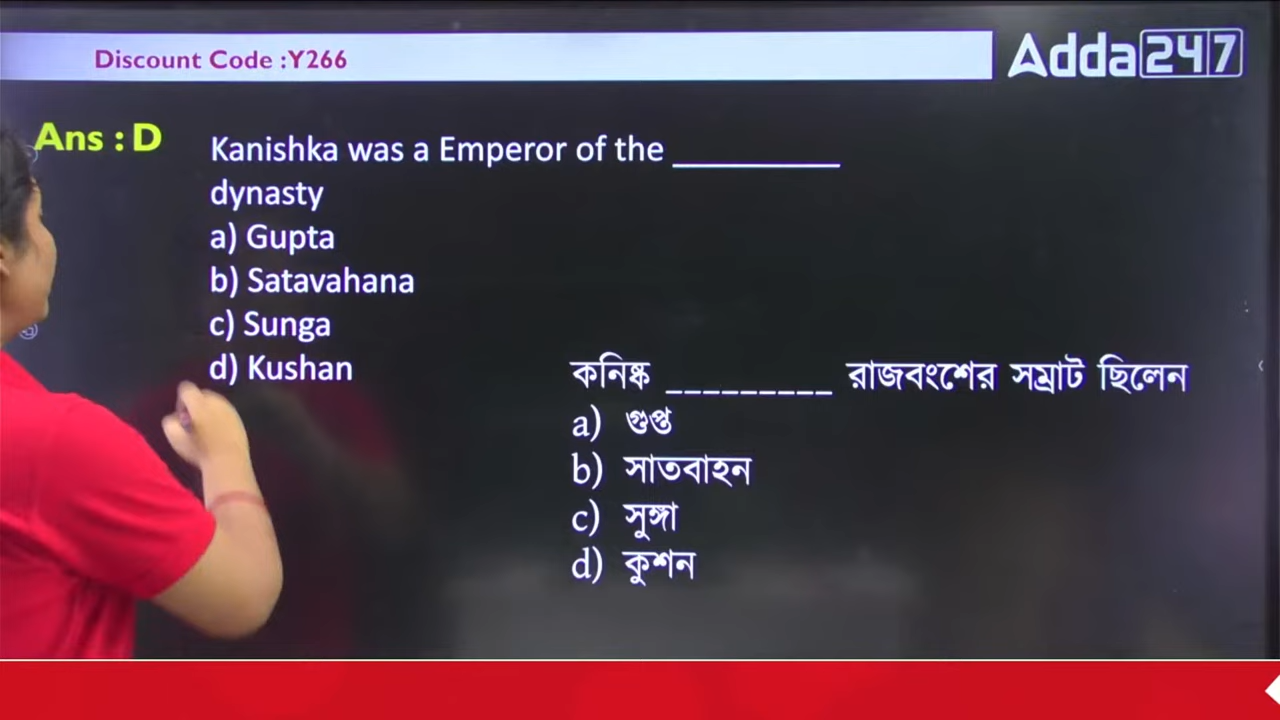 Discount Code :Y266
Adda247
Ans : D
Kanishka was a Emperor of the _________
dynasty
a) Gupta
b) Satavahana
c) Sunga
d) Kushan
কনিষ্ক _________ রাজবংশের সম্রাট ছিলেন
a) গুপ্ত
b) সাতবাহন
c) সুঙ্গা
d) কুশন